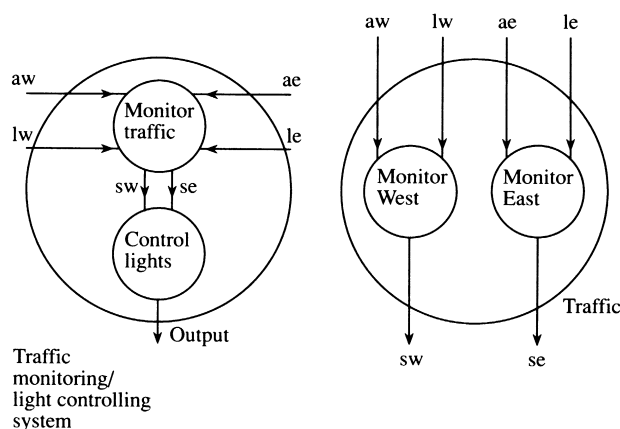 aw
ae
Monitor
traffic
lw
le
sw
se
Control
lights
Output
Traffic
monitoring/
light controlling
system
aw
lw
ae
le
Monitor
West
Monitor
East
Traffic
sw
se